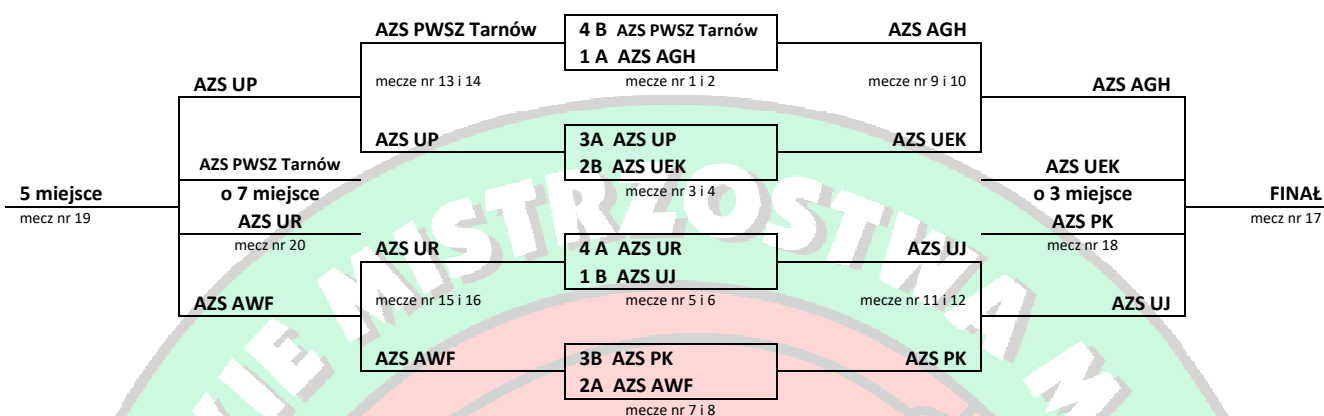 AZS PWSZ Tarnów
4 B AZS PWSZ Tarnów
AZS AGH
1 A AZS AGH
AZS UP
mecze nr 13 i 14
mecze nr 1 i 2
mecze nr 9 i 10
AZS AGH
AZS UP
3A AZS UP
AZS UEK
AZS PWSZ Tarnów
2B AZS UEK
AZS UEK
5 miejsce
o 7 miejsce
mecze nr 3 i 4
o 3 miejsce
FINAŁ
mecz nr 19
AZS UR
AZS PK
mecz nr 17
mecz nr 20
AZS UR
4 A AZS UR
AZS UJ
mecz nr 18
1 B AZS UJ
AZS AWF
mecze nr 15 i 16
mecze nr 5 i 6
mecze nr 11 i 12
AZS UJ
AZS AWF
3B AZS PK
AZS PK
2A AZS AWF
mecze nr 7 i 8
IE MISTRZOSTWA M